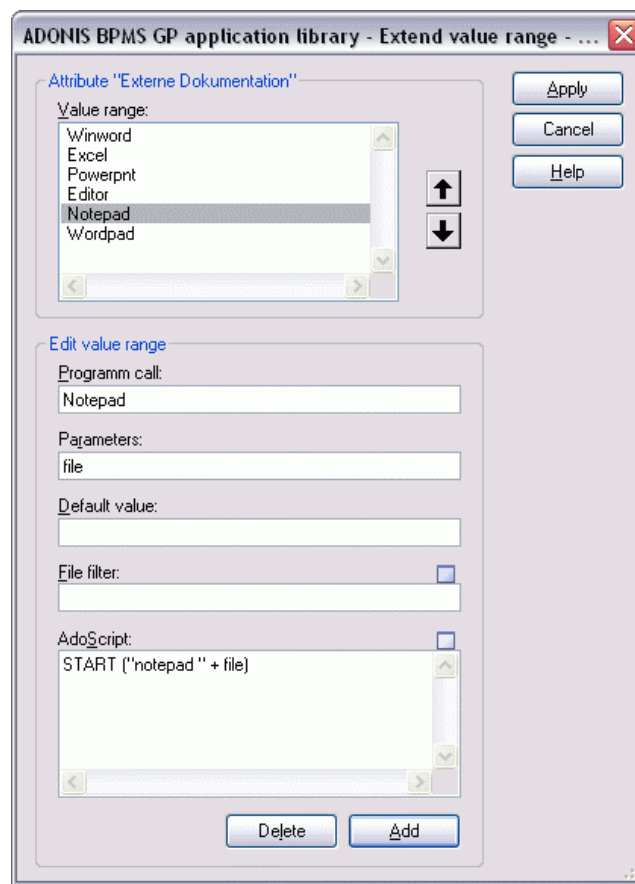 ADONIS BPMS GP application library - Extend value range - ...
Attribute "Externe Dokumentation"
Value range:
Winword
Excel
Powerpnt
Editor
Notepad
Wordpad
Apply
Cancel
Help
Edit value range
Programm call:
Notepad
Parameters:
file
Default value:
File filter:
AdoScript:
START ("notepad " + file)
Delete
Add